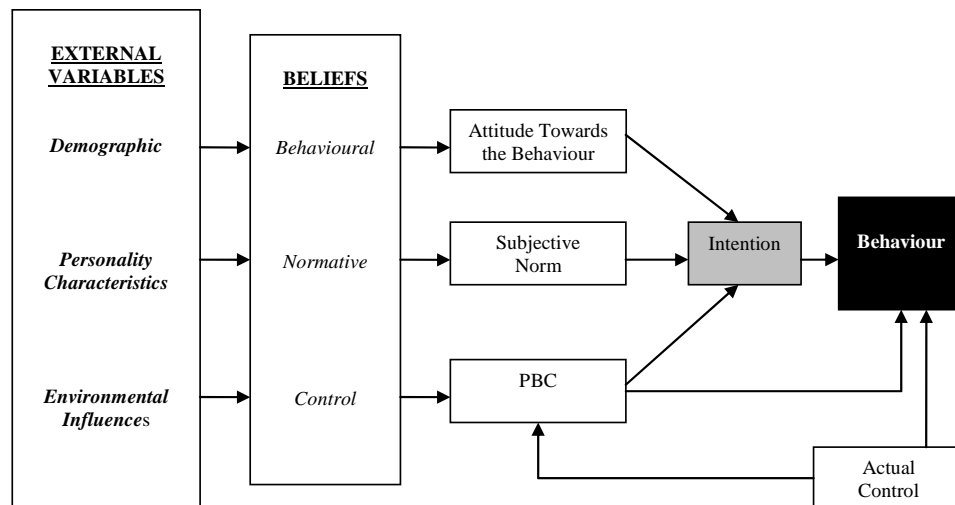 EXTERNAL
VARIABLES
Demographic
Personality
Characteristics
Environmental
Influences
BELIEFS
Behavioural
Normative
Control
Attitude Towards
the Behaviour
Subjective
Norm
PBC
Intention
Behaviour
Actual
Control